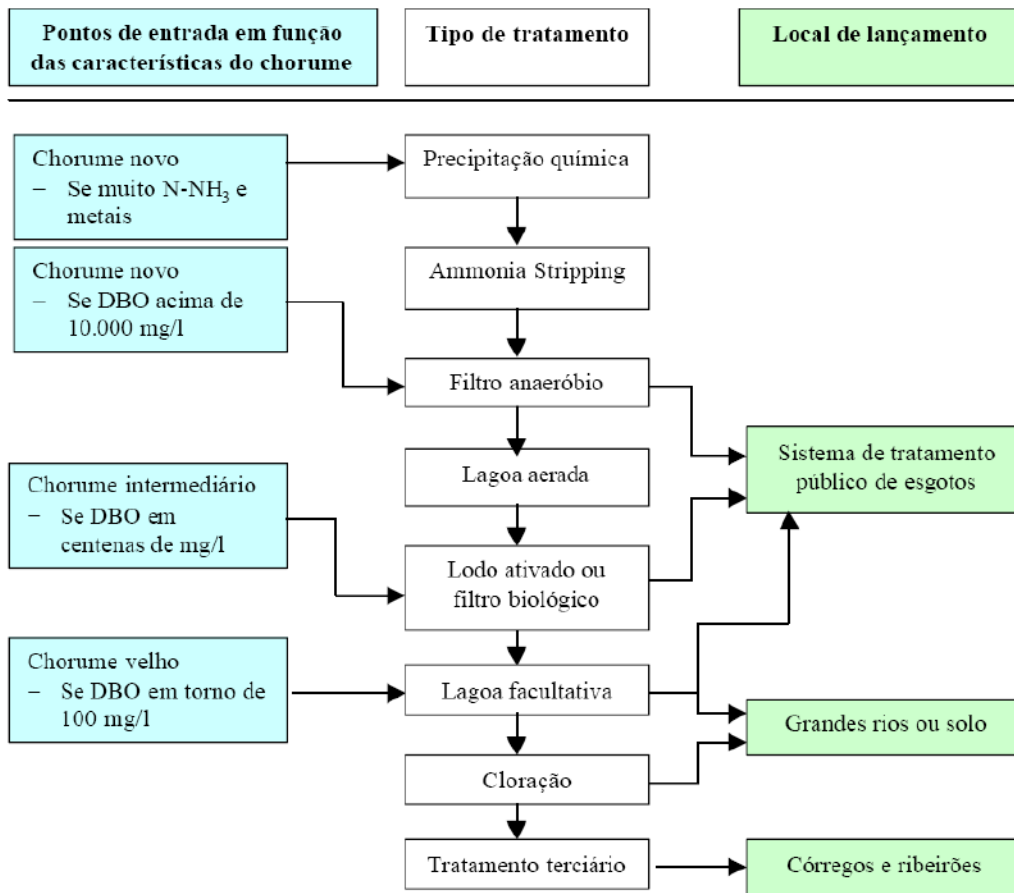 Pontos de entrada em função
das características do chorume
Tipo de tratamento
Local de lançamento
Chorume novo
– Se muito N-NH₃ e
metais
Precipitação química
Chorume novo
– Se DBO acima de
10.000 mg/l
Ammonia Stripping
Filtro anaeróbio
Lagoa aerada
Sistema de tratamento
público de esgotos
Chorume intermediário
– Se DBO em
centenas de mg/l
Lodo ativado ou
filtro biológico
Chorume velho
– Se DBO em torno de
100 mg/l
Lagoa facultativa
Grandes rios ou solo
Cloração
Tratamento terciário
Córregos e ribeirões